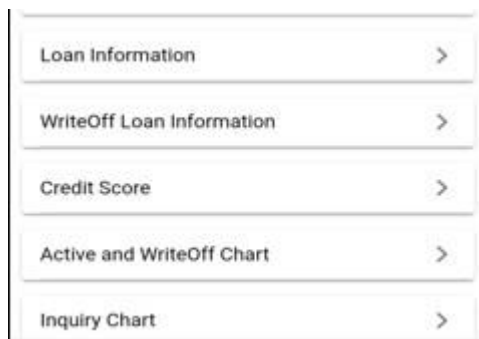 Loan Information
WriteOff Loan Information
Credit Score
Active and WriteOff Chart
Inquiry Chart